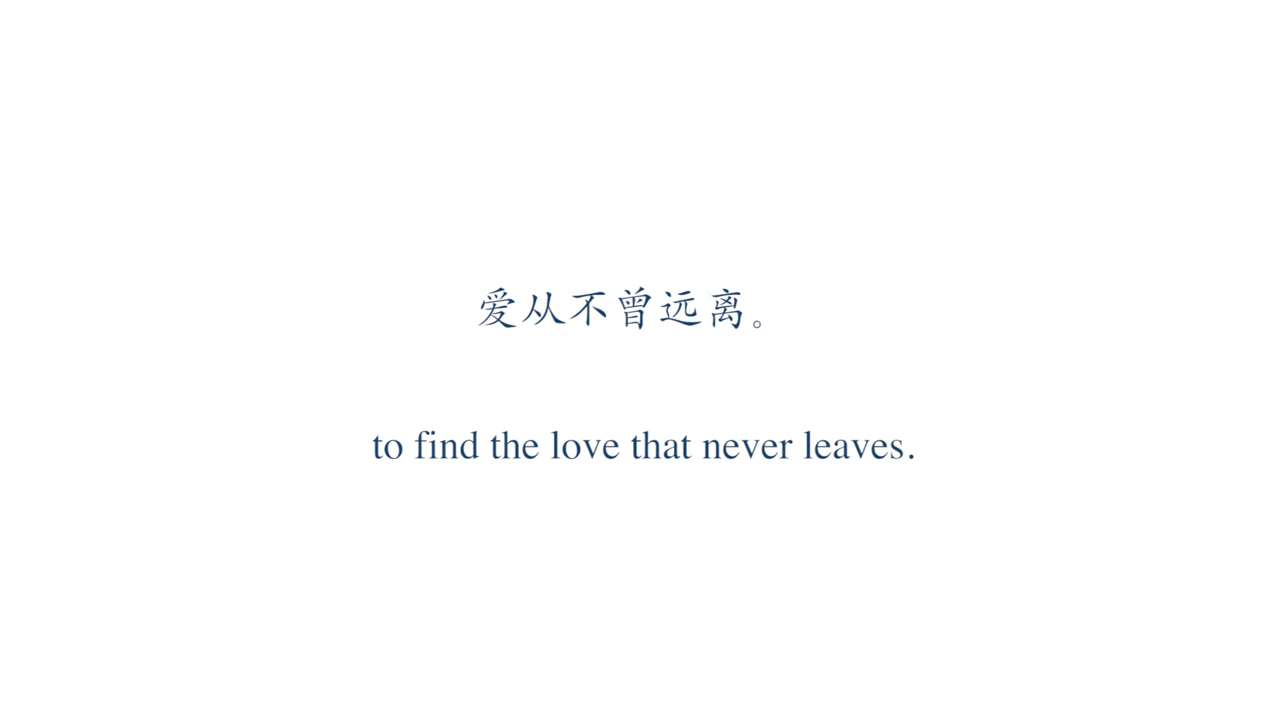 爱从不曾远离。
to find the love that never leaves.